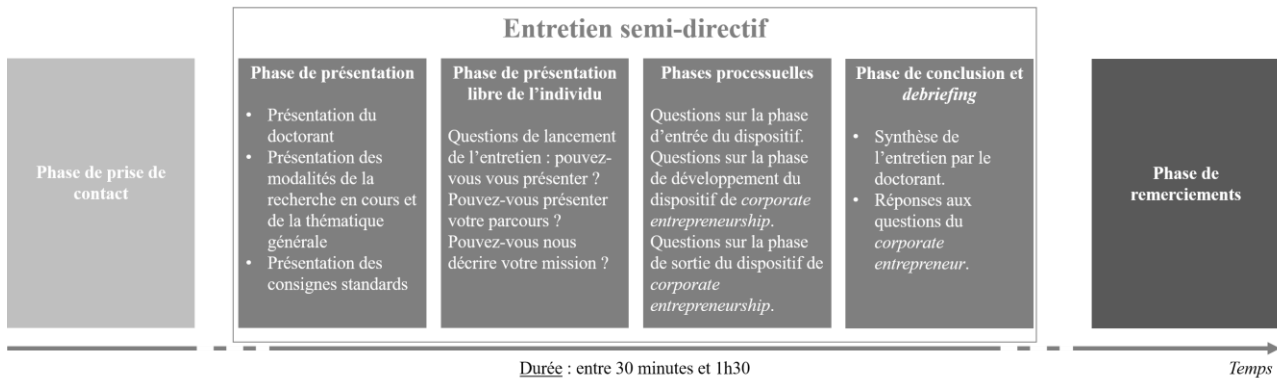 Entretien semi-directif
Phase de prise de
contact
Phase de présentation
• Présentation du
doctorant
• Présentation des
modalités de la
recherche en cours et
de la thématique
générale
• Présentation des
consignes standards
Phase de présentation
libre de l’individu
Questions de lancement
de l’entretien : pouvez-
vous vous présenter ?
Pouvez-vous présenter
votre parcours ?
Pouvez-vous nous
décrire votre mission ?
Phases processuelles
Questions sur la phase
d’entrée du dispositif.
Questions sur la phase
de développement du
dispositif de corporate
entrepreneurship.
Questions sur la phase
de sortie du dispositif de
corporate
entrepreneurship.
Phase de conclusion et
debriefing
• Synthèse de
l’entretien par le
doctorant.
• Réponses aux
questions du
corporate
entrepreneur.
Phase de
remerciements
Durée : entre 30 minutes et 1h30
Temps